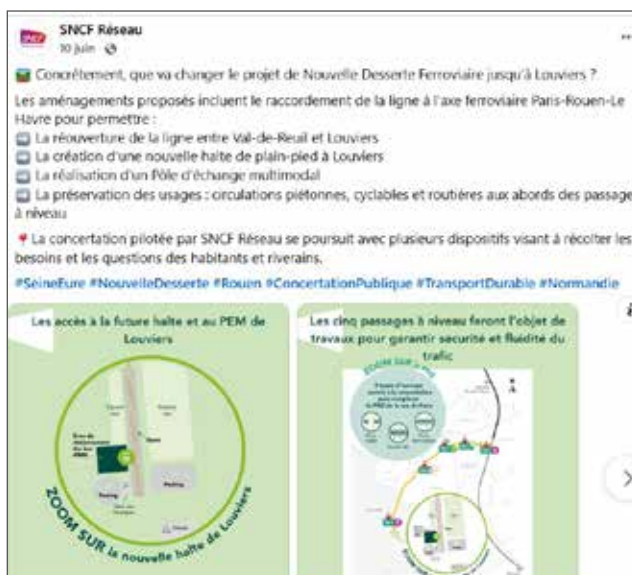 SNCF Réseau
SNCF
10 juin
Concrètement, que va changer le projet de Nouvelle Desserte Ferroviaire jusqu'à Louviers ?
Les aménagements proposés incluent le raccordement de la ligne à l'axe ferroviaire Paris-Rouen-Le
Havre pour permettre :
La réouverture de la ligne entre Val-de-Reuil et Louviers
La création d'une nouvelle halte de plain-pied à Louviers
La réalisation d'un Pôle d'échange multimodal
La préservation des usages : circulations piétonnes, cyclables et routières aux abords des passage
à niveau
La concertation pilotée par SNCF Réseau se poursuit avec plusieurs dispositifs visant à récolter les
besoins et les questions des habitants et riverains.
#SeineEure #NouvelleDesserte #Rouen #ConcertationPublique #TransportDurable #Normandie
Les accès à la future halte et au PEM de
Louviers
Parking
Parking
ZOOM SUR la nouvelle halte de Louviers
Les cinq passages à niveau feront l'objet de
travaux pour garantir sécurité et fluidité du
trafic